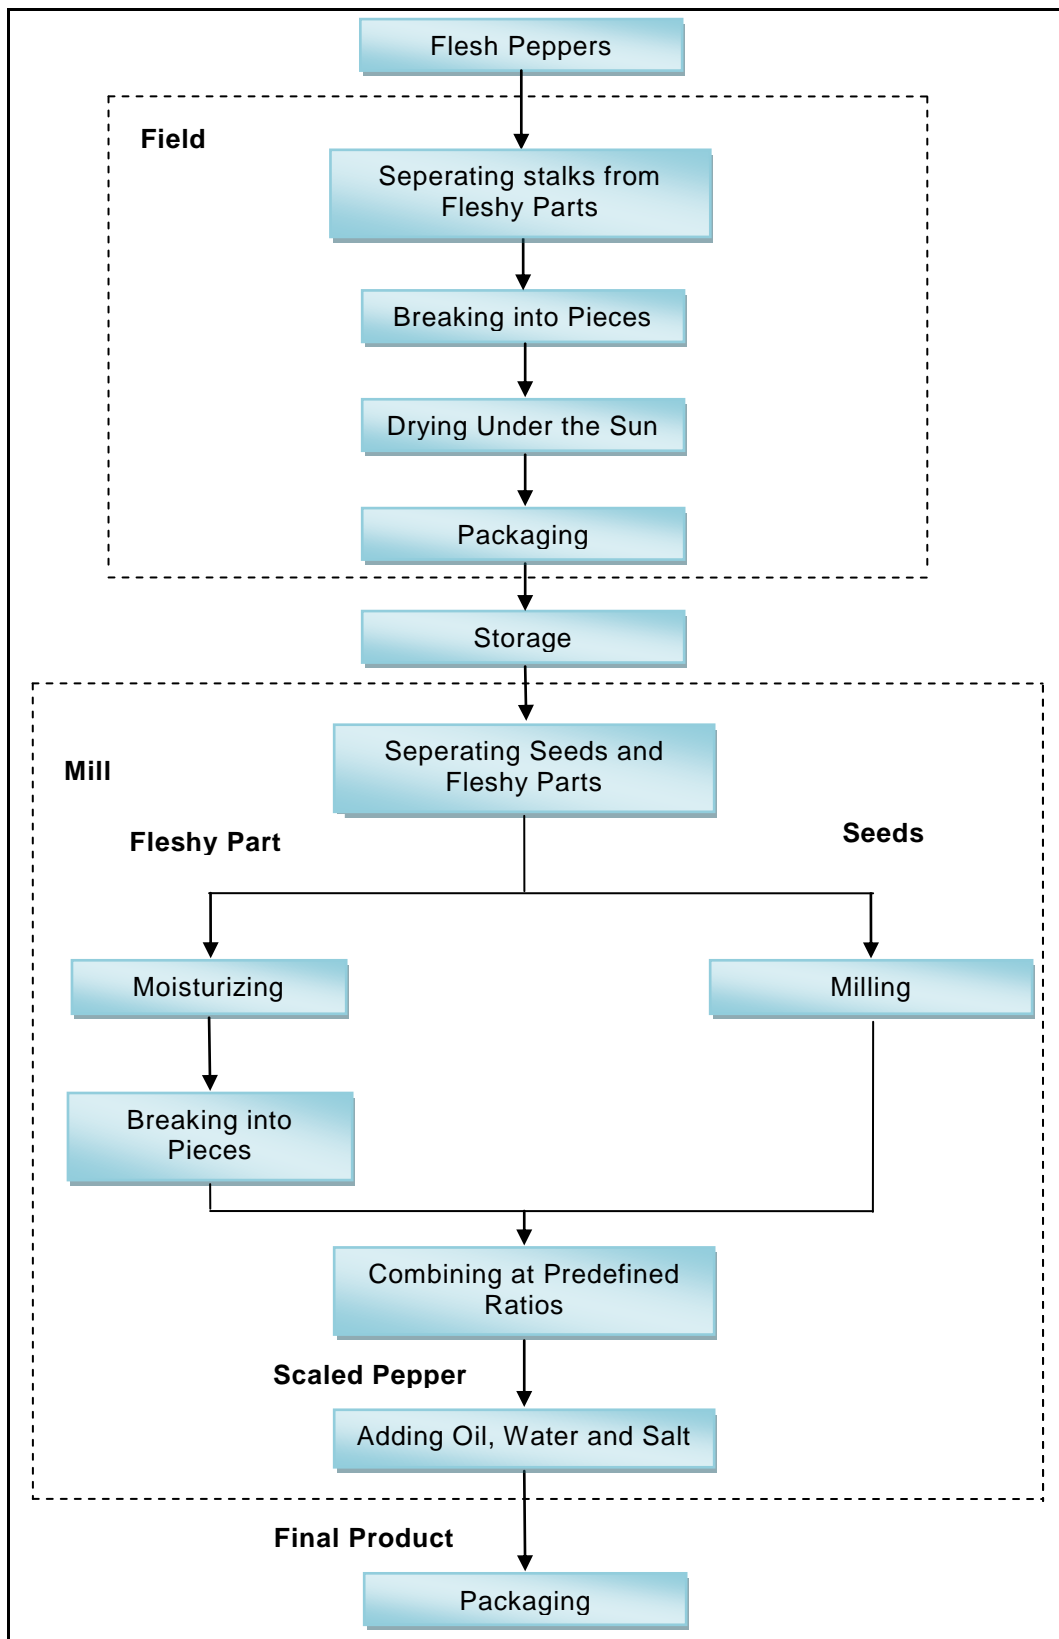 Flesh Peppers
Field
Seperating stalks from
Fleshy Parts
Breaking into Pieces
Drying Under the Sun
Packaging
Storage
Mill
Seperating Seeds and
Fleshy Parts
Fleshy Part
Seeds
Moisturizing
Milling
Breaking into
Pieces
Combining at Predefined
Ratios
Scaled Pepper
Adding Oil, Water and Salt
Final Product
Packaging